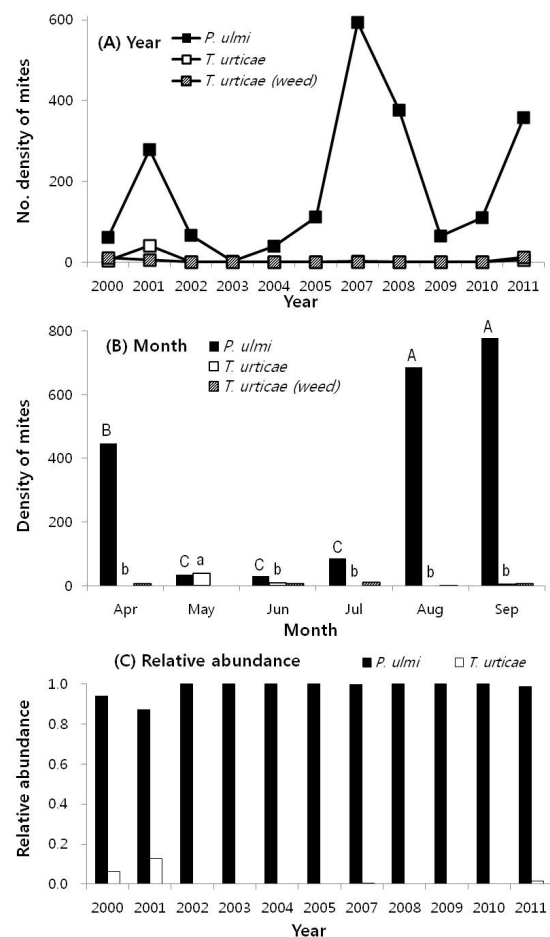 (A) Year
P. ulmi
T. urticae
T. urticae (weed)
No. density of mites
600
400
200
0
2000 2001 2002 2003 2004 2005 2007 2008 2009 2010 2011
Year
(B) Month
P. ulmi
T. urticae
T. urticae (weed)
Density of mites
800
600
400
200
0
B b C a C b C b A b A b
Apr May Jun Jul Aug Sep
Month
(C) Relative abundance
P. ulmi T. urticae
Relative abundance
1.0
0.8
0.6
0.4
0.2
0.0
2000 2001 2002 2003 2004 2005 2007 2008 2009 2010 2011
Year